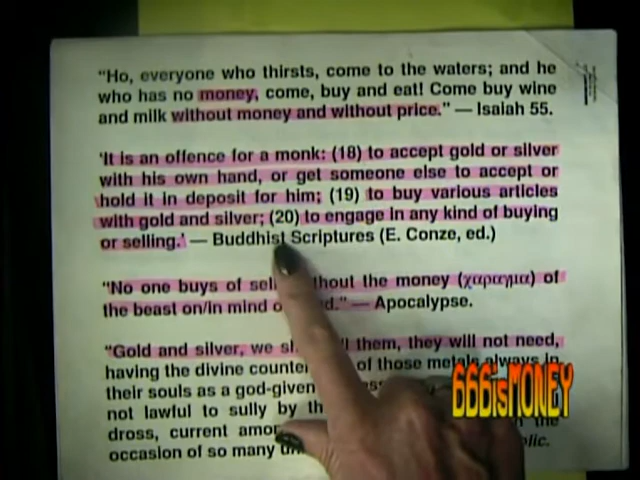 “Ho, everyone who thirsts, come to the waters; and he
who has no money, come, buy and eat! Come buy wine
and milk without money and without price.” — Isaiah 55.
'It is an offence for a monk: (18) to accept gold or silver
with his own hand, or get someone else to accept or
hold it in deposit for him; (19) to buy various articles
with gold and silver; (20) to engage in any kind of buying
or selling.' — Buddhist Scriptures (E. Conze, ed.)
“No one buys of the money (χαραγμα) of
the beast on/in mind — Apocalypse.
“Gold and silver, we them, they will not need,
having the divine of those metals always in
their souls as a god-given
not lawful to sully by the
dross, current
occasion of so many
666isMONEY